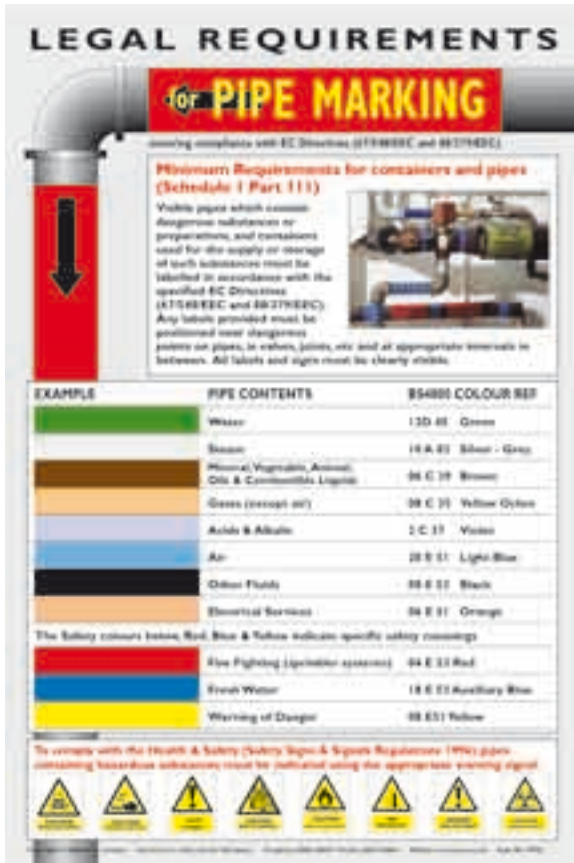 LEGAL REQUIREMENTS
for PIPE MARKING
ensuring compliance with EC Directives (67/548/EEC and 88/379/EEC)
Minimum Requirements for containers and pipes
(Schedule 1 Part 111)
Visible pipes which contain
dangerous substances or
preparations, and containers
used for the supply or storage
of such substances must be
labelled in accordance with the
specified EC Directives
(67/548/EEC and 88/379/EEC).
Any labels provided must be
positioned near dangerous
points on pipes, ie valves, joints, etc and at appropriate intervals in
between. All labels and signs must be clearly visible.
EXAMPLE PIPE CONTENTS BS4800 COLOUR REF
Water 12D 45 Green
Steam 10 A 03 Silver - Grey
Mineral, Vegetable, Animal,
Oils & Combustible Liquids 06 C 39 Brown
Gases (except air) 08 C 35 Yellow Ochre
Acids & Alkalis 2 C 37 Violet
Air 20 E 51 Light Blue
Other Fluids 00 E 53 Black
Electrical Services 06 E 51 Orange
The Safety colours below, Red, Blue & Yellow indicate specific safety meanings
Fire Fighting (sprinkler systems) 04 E 53 Red
Fresh Water 18 E 53 Auxiliary Blue
Warning of Danger 08 E51 Yellow
To comply with the Health & Safety (Safety Signs & Signals Regulations 1996) pipes
containing hazardous substances must be indicated using the appropriate warning signal